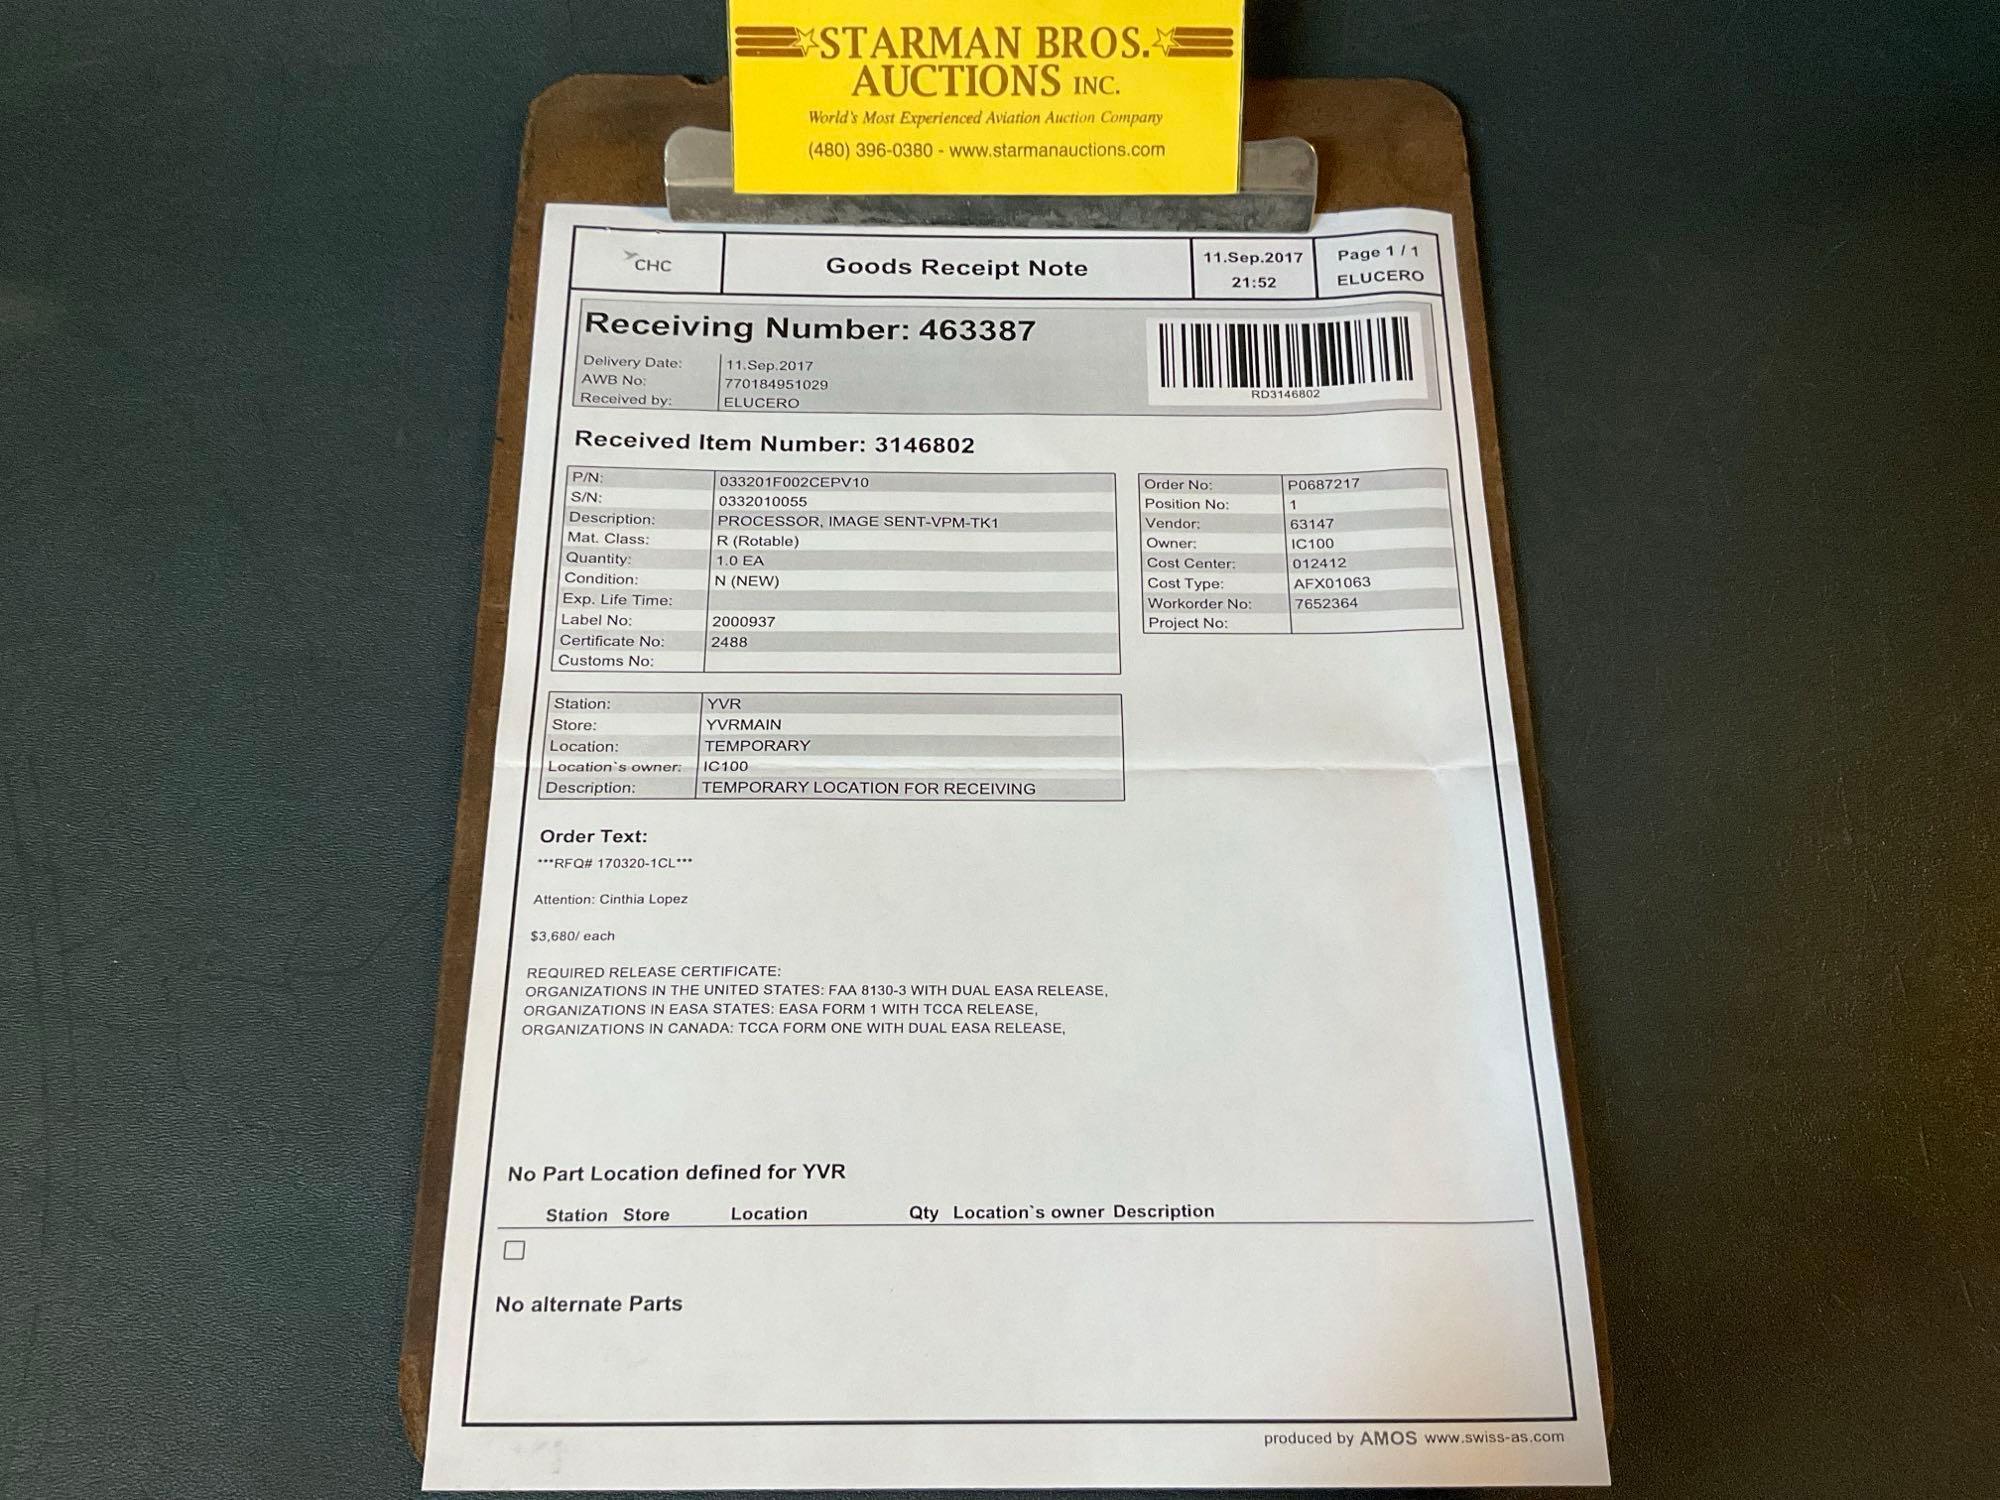 STARMAN BROS.
AUCTIONS INC.
World's Most Experienced Aviation Auction Company
(480) 396-0380 - www.starmanauctions.com
CHC
Goods Receipt Note
11.Sep.2017
21:52
Page 1 / 1
ELUCERO
Receiving Number: 463387
Delivery Date: 11.Sep.2017
AWB No: 770184951029
Received by: ELUCERO
RD3146802
Received Item Number: 3146802
P/N: 033201F002CEPV10
S/N: 0332010055
Description: PROCESSOR, IMAGE SENT-VPM-TK1
Mat. Class: R (Rotable)
Quantity: 1.0 EA
Condition: N (NEW)
Exp. Life Time:
Label No: 2000937
Certificate No: 2488
Customs No:
Order No: P0687217
Position No: 1
Vendor: 63147
Owner: IC100
Cost Center: 012412
Cost Type: AFX01063
Workorder No: 7652364
Project No:
Station: YVR
Store: YVRMAIN
Location: TEMPORARY
Location`s owner: IC100
Description: TEMPORARY LOCATION FOR RECEIVING
Order Text:
***RFQ# 170320-1CL***
Attention: Cinthia Lopez
$3,680/ each
REQUIRED RELEASE CERTIFICATE:
ORGANIZATIONS IN THE UNITED STATES: FAA 8130-3 WITH DUAL EASA RELEASE,
ORGANIZATIONS IN EASA STATES: EASA FORM 1 WITH TCCA RELEASE,
ORGANIZATIONS IN CANADA: TCCA FORM ONE WITH DUAL EASA RELEASE,
No Part Location defined for YVR
Station Store Location Qty Location`s owner Description
No alternate Parts
produced by AMOS www.swiss-as.com